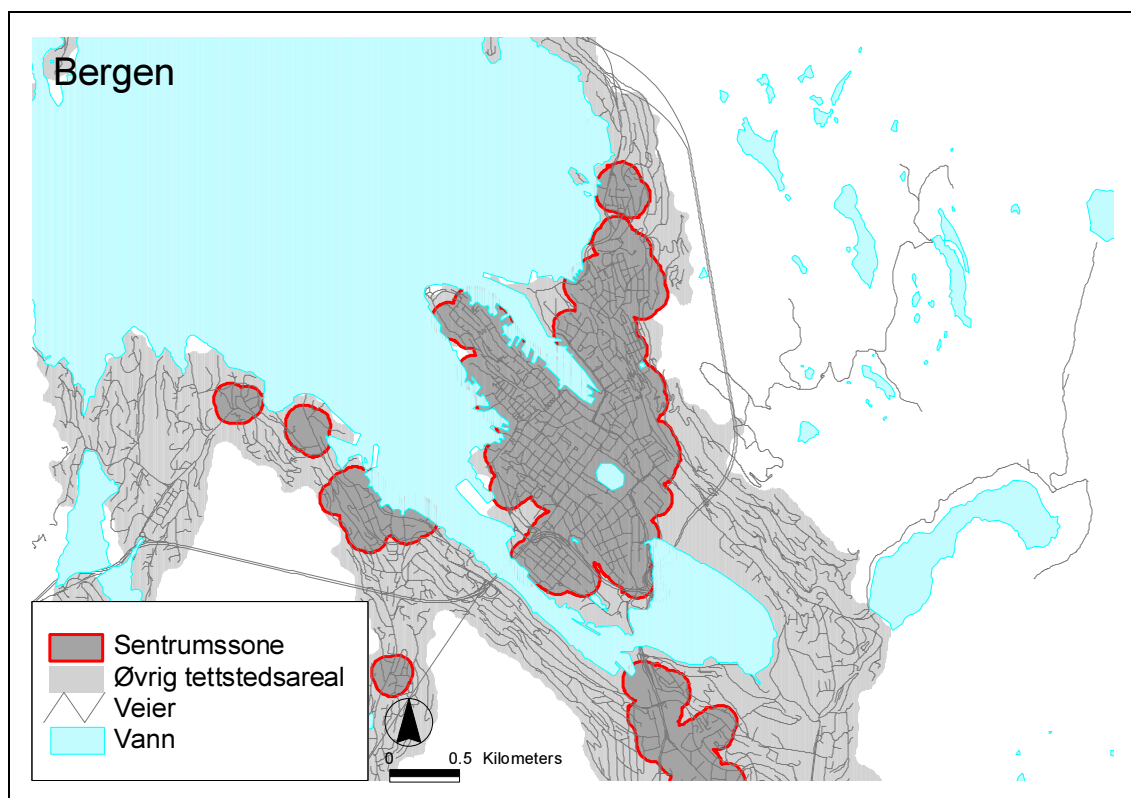 Bergen
Sentrumssone
Øvrig tettstedsareal
Veier
Vann
0 0.5 Kilometers